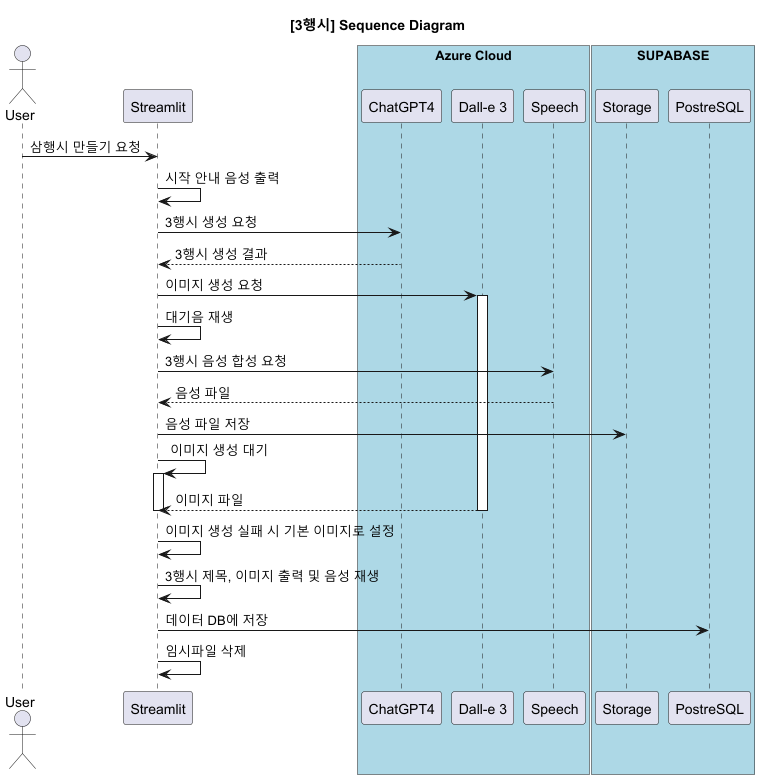 [3행시] Sequence Diagram
Azure Cloud
SUPABASE
User
Streamlit
ChatGPT4
Dall-e 3
Speech
Storage
PostreSQL
삼행시 만들기 요청
시작 안내 음성 출력
3행시 생성 요청
3행시 생성 결과
이미지 생성 요청
대기음 재생
3행시 음성 합성 요청
음성 파일
음성 파일 저장
이미지 생성 대기
이미지 파일
이미지 생성 실패 시 기본 이미지로 설정
3행시 제목, 이미지 출력 및 음성 재생
데이터 DB에 저장
임시파일 삭제
User
Streamlit
ChatGPT4
Dall-e 3
Speech
Storage
PostreSQL